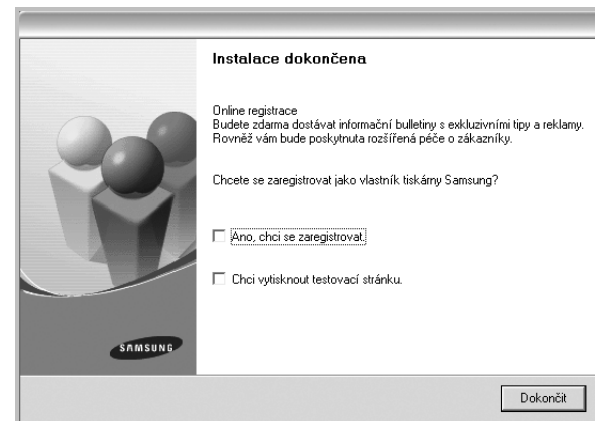 Instalace dokončena
Online registrace
Budete zdarma dostávat informační bulletiny s exkluzivními tipy a reklamy.
Rovněž vám bude poskytnuta rozšířená péče o zákazníky.
Chcete se zaregistrovat jako vlastník tiskárny Samsung?
Ano, chci se zaregistrovat.
Chci vytisknout testovací stránku.
SAMSUNG
Dokončit